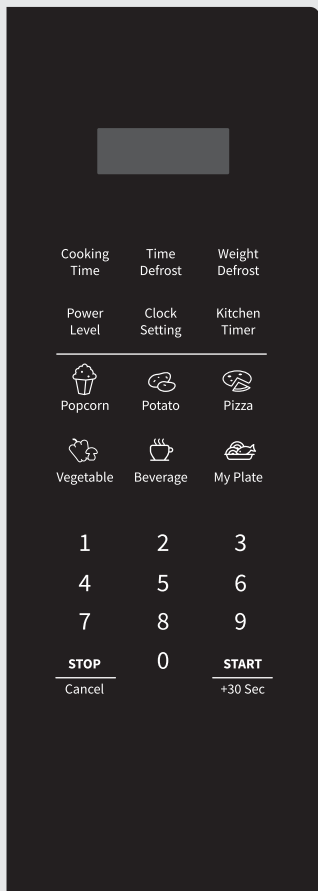 Cooking Time Weight
Time Defrost Defrost
Power Clock Kitchen
Level Setting Timer
Popcorn Potato Pizza
Vegetable Beverage My Plate
1 2 3
4 5 6
7 8 9
STOP 0 START
Cancel +30 Sec